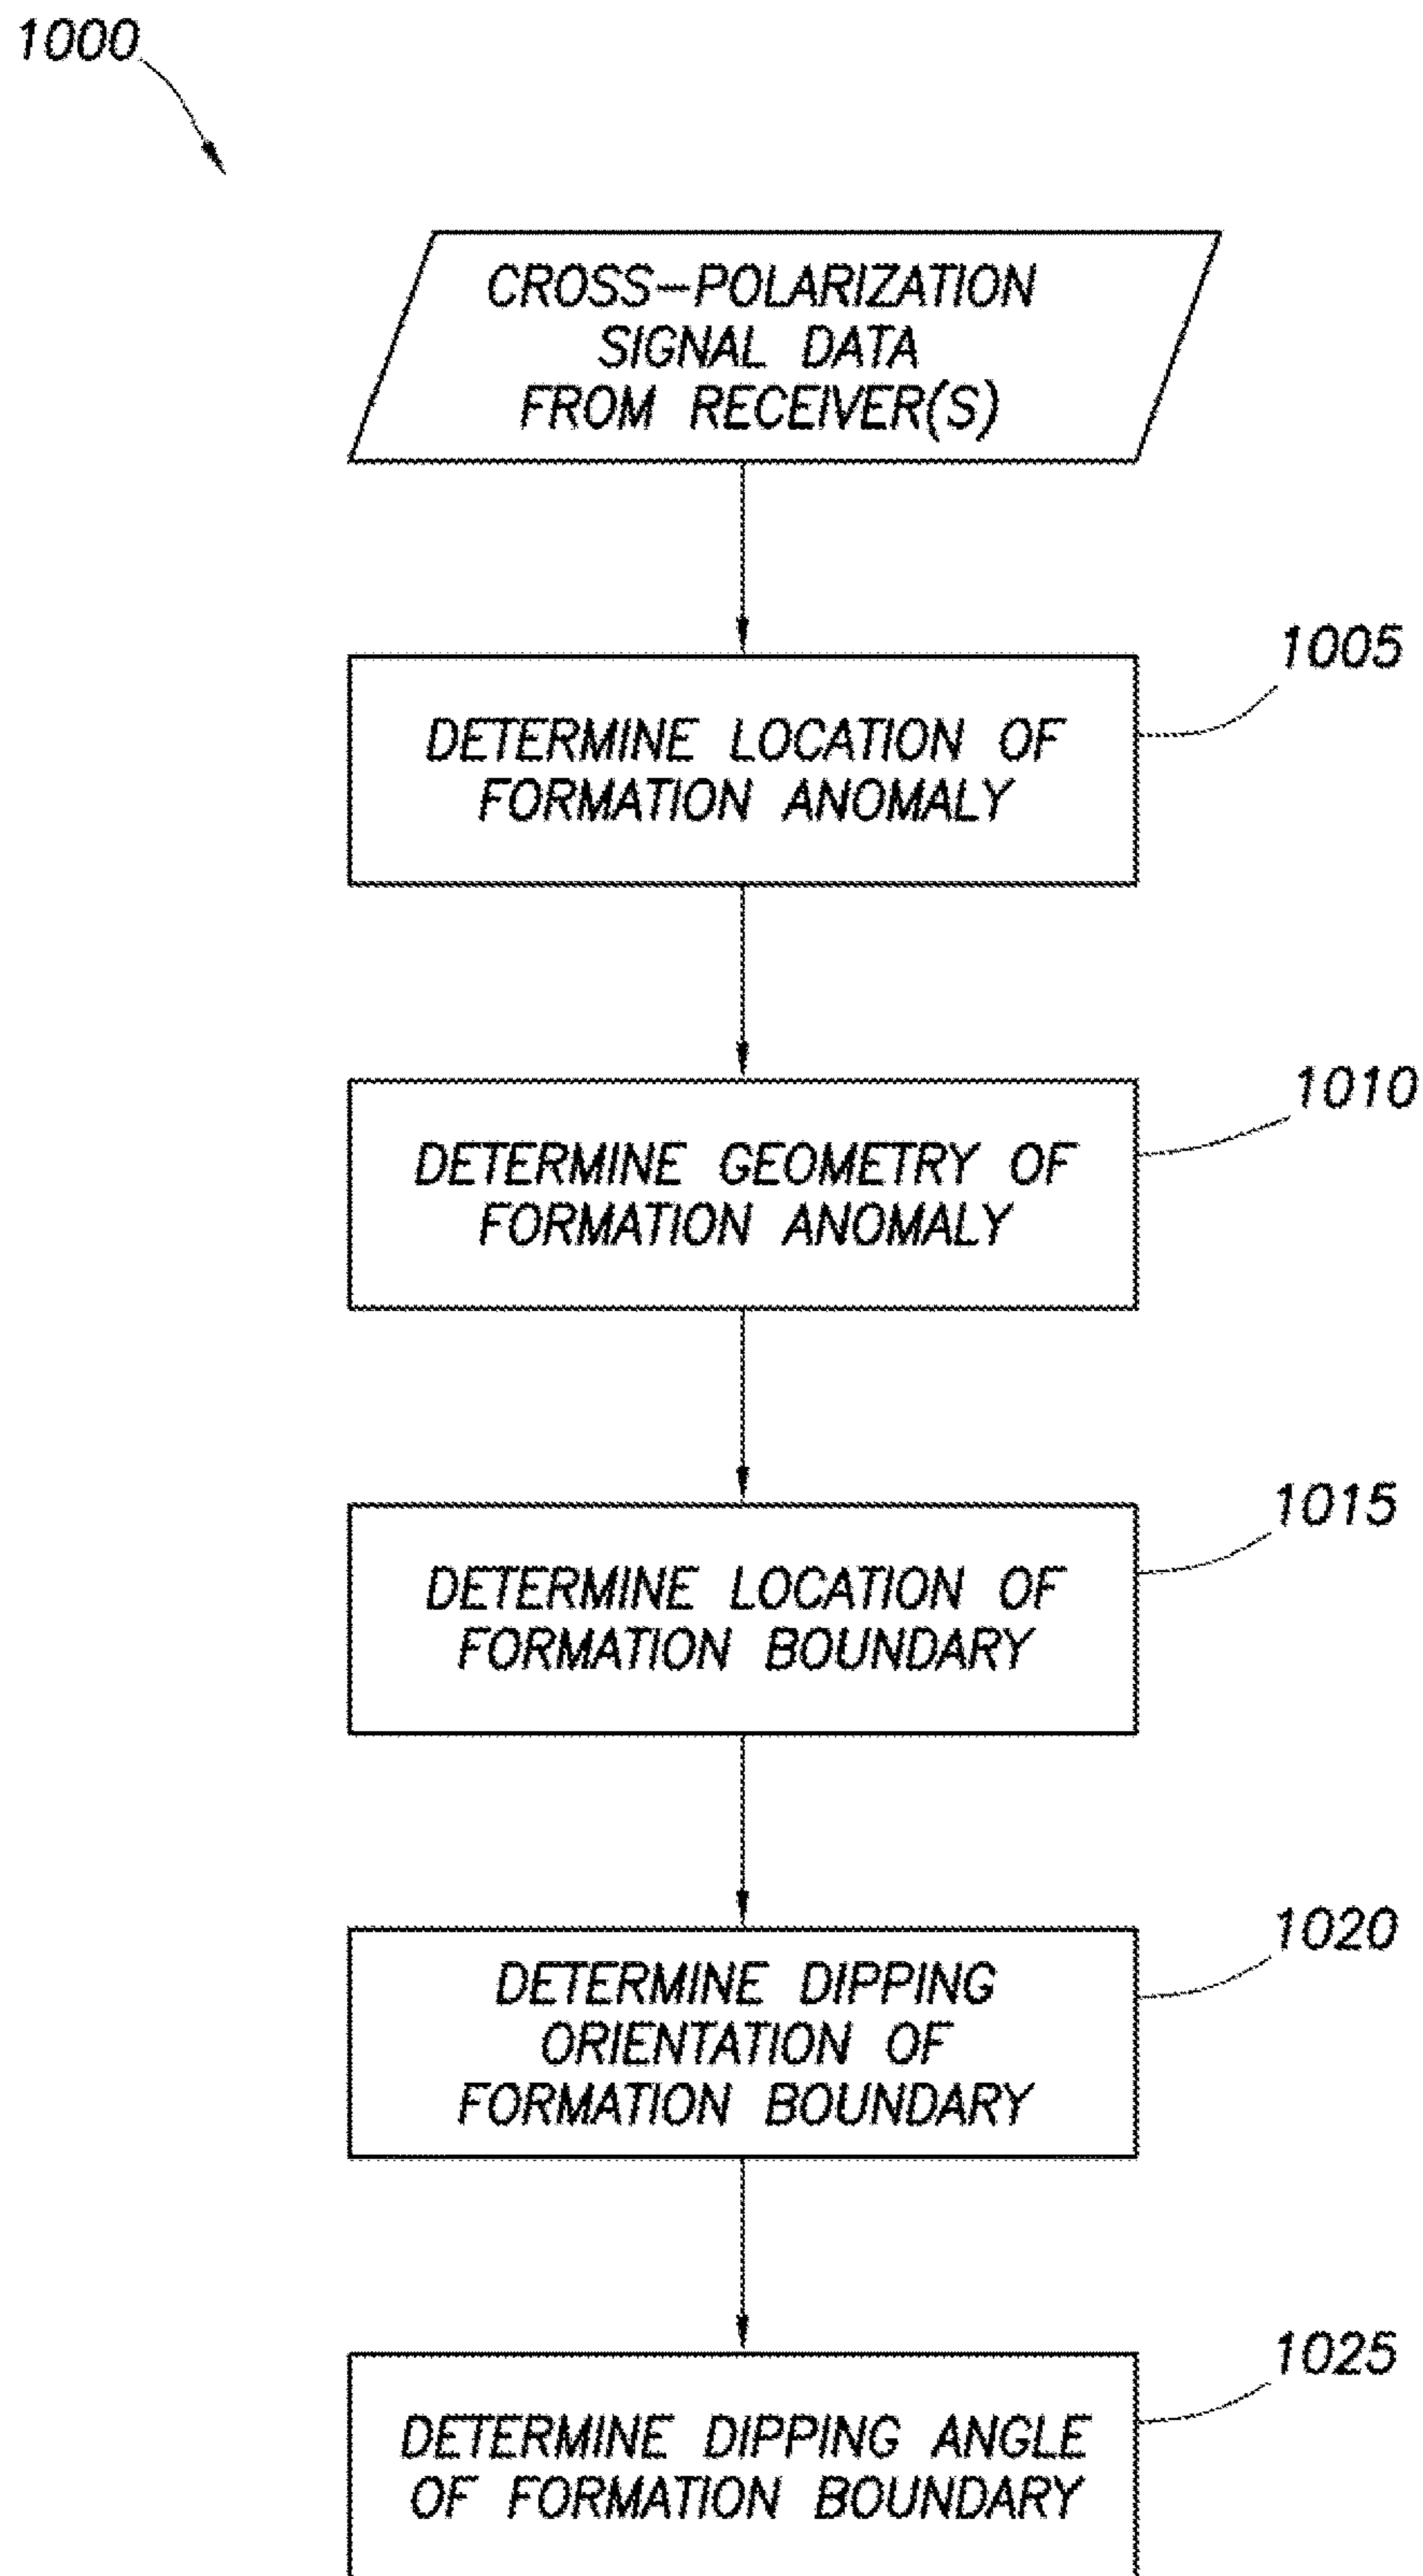 1000
CROSS-POLARIZATION
SIGNAL DATA
FROM RECEIVER(S)
1005
DETERMINE LOCATION OF
FORMATION ANOMALY
1010
DETERMINE GEOMETRY OF
FORMATION ANOMALY
1015
DETERMINE LOCATION OF
FORMATION BOUNDARY
1020
DETERMINE DIPPING
ORIENTATION OF
FORMATION BOUNDARY
1025
DETERMINE DIPPING ANGLE
OF FORMATION BOUNDARY